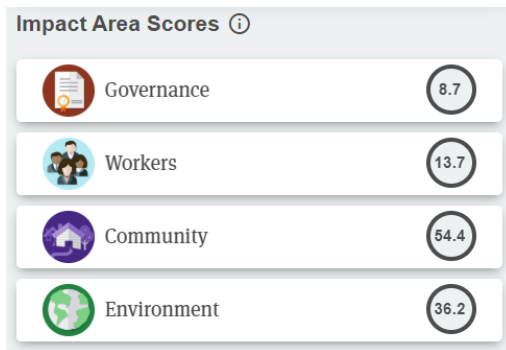 Impact Area Scores
Governance 8.7
Workers 13.7
Community 54.4
Environment 36.2